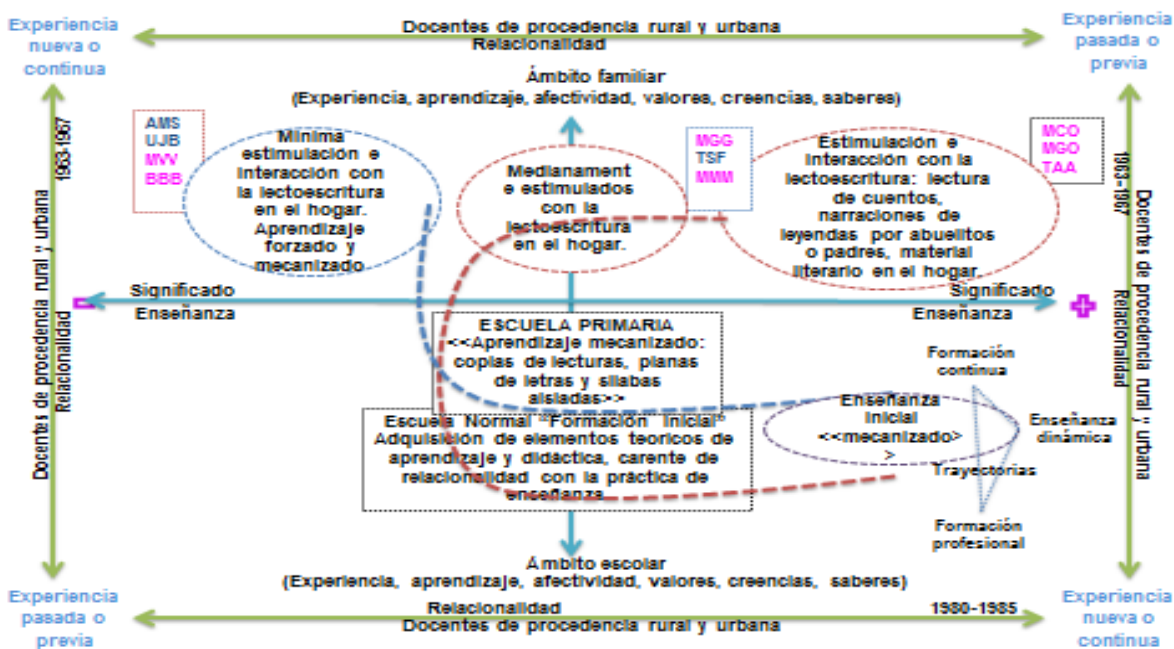 Experiencia
nueva o
continua
Docentes de procedencia rural y urbana
Relacionalidad
Experiencia
pasada o
previa
Ámbito familiar
(Experiencia, aprendizaje, afectividad, valores, creencias, saberes)
AMS
UJB
MVV
BBB
Mínima
estimulación e
interacción con
la lectoescritura
en el hogar.
Aprendizaje
forzado y
mecanizado
Medianament
e estimulados
con la
lectoescritura
en el hogar.
MGG
TSF
MMM
Estimulación e
interacción con la
lectoescritura: lectura
de cuentos,
narraciones de
leyendas por abuelitos
o padres, material
literario en el hogar.
MCO
MGO
TAA
Docentes de procedencia rural y urbana
Relacionalidad
1963-1967
1963-1967
Relacionalidad
Docentes de procedencia rural y urbana
Significado
Enseñanza
Significado
Enseñanza
ESCUELA PRIMARIA
<<Aprendizaje mecanizado:
copias de lecturas, planas
de letras y sílabas
aisladas>>
Escuela Normal "Formación Inicial"
Adquisición de elementos teoricos de
aprendizaje y didáctica, carente de
relacionalidad con la práctica de
enseñanza
Enseñanza
inicial
<<mecanizado>
>
Formación
continua
Enseñanza
dinámica
Trayectorias
Formación
profesional
Ámbito escolar
(Experiencia, aprendizaje, afectividad, valores, creencias, saberes)
Experiencia
pasada o
previa
Relacionalidad
1980-1985
Docentes de procedencia rural y urbana
Experiencia
nueva o
continua